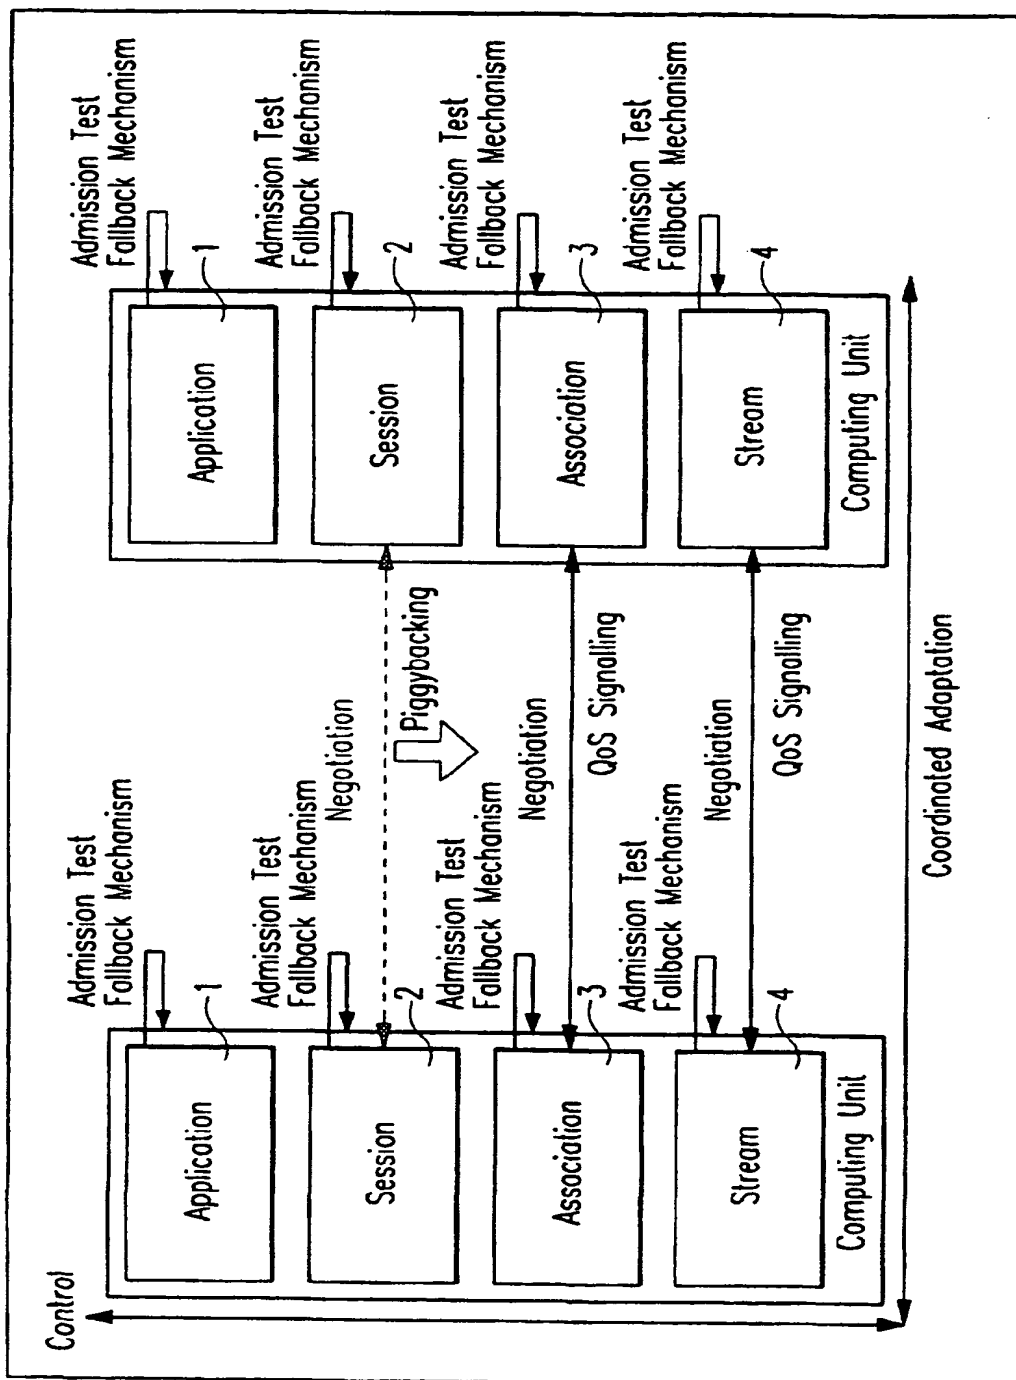 Control
Admission Test
Fallback Mechanism
1
Application
Admission Test
Fallback Mechanism
2
Session
Admission Test
Fallback Mechanism
3
Association
Admission Test
Fallback Mechanism
4
Stream
Computing Unit
Negotiation
Piggybacking
Negotiation
QoS Signalling
Negotiation
QoS Signalling
Admission Test
Fallback Mechanism
1
Application
Admission Test
Fallback Mechanism
2
Session
Admission Test
Fallback Mechanism
3
Association
Admission Test
Fallback Mechanism
4
Stream
Computing Unit
Coordinated Adaptation